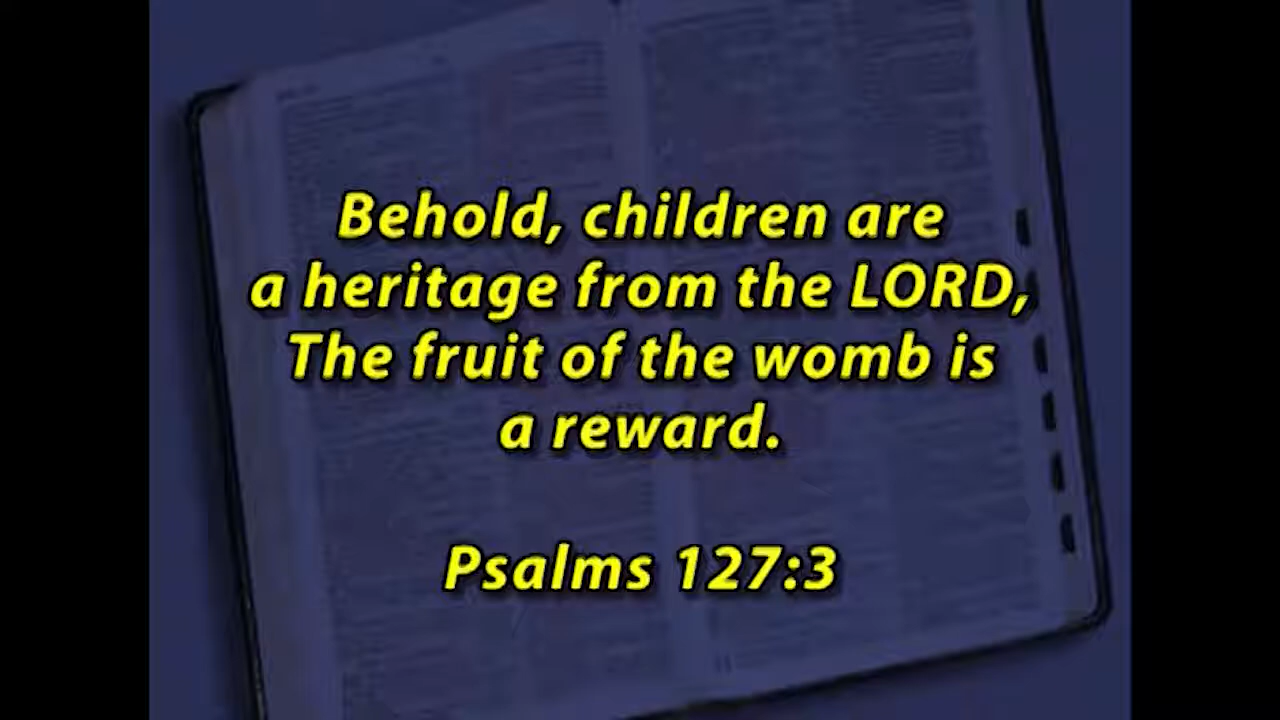 Behold, children are
a heritage from the LORD,
The fruit of the womb is
a reward.
Psalms 127:3